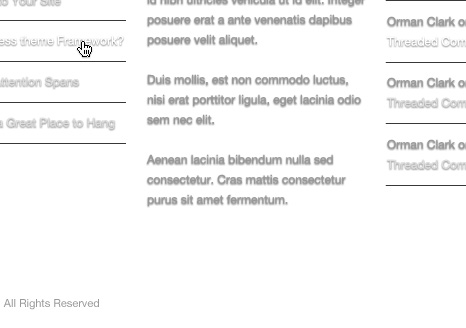 to Your Site
ess theme Framework?
Attention Spans
a Great Place to Hang
id nibh ultricies vehicula ut id elit. Integer
posuere erat a ante venenatis dapibus
posuere velit aliquet.
Duis mollis, est non commodo luctus,
nisi erat porttitor ligula, eget lacinia odio
sem nec elit.
Aenean lacinia bibendum nulla sed
consectetur. Cras mattis consectetur
purus sit amet fermentum.
Orman Clark o
Threaded Com
Orman Clark o
Threaded Com
Orman Clark o
Threaded Com
All Rights Reserved